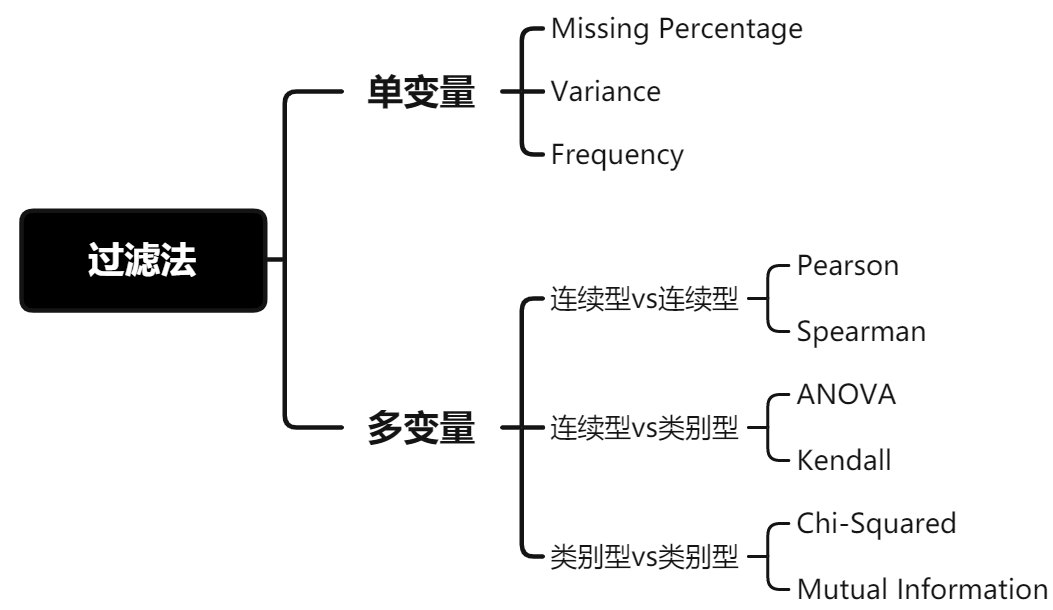 过滤法
单变量
Missing Percentage
Variance
Frequency
多变量
连续型vs连续型
Pearson
Spearman
连续型vs类别型
ANOVA
Kendall
类别型vs类别型
Chi-Squared
Mutual Information